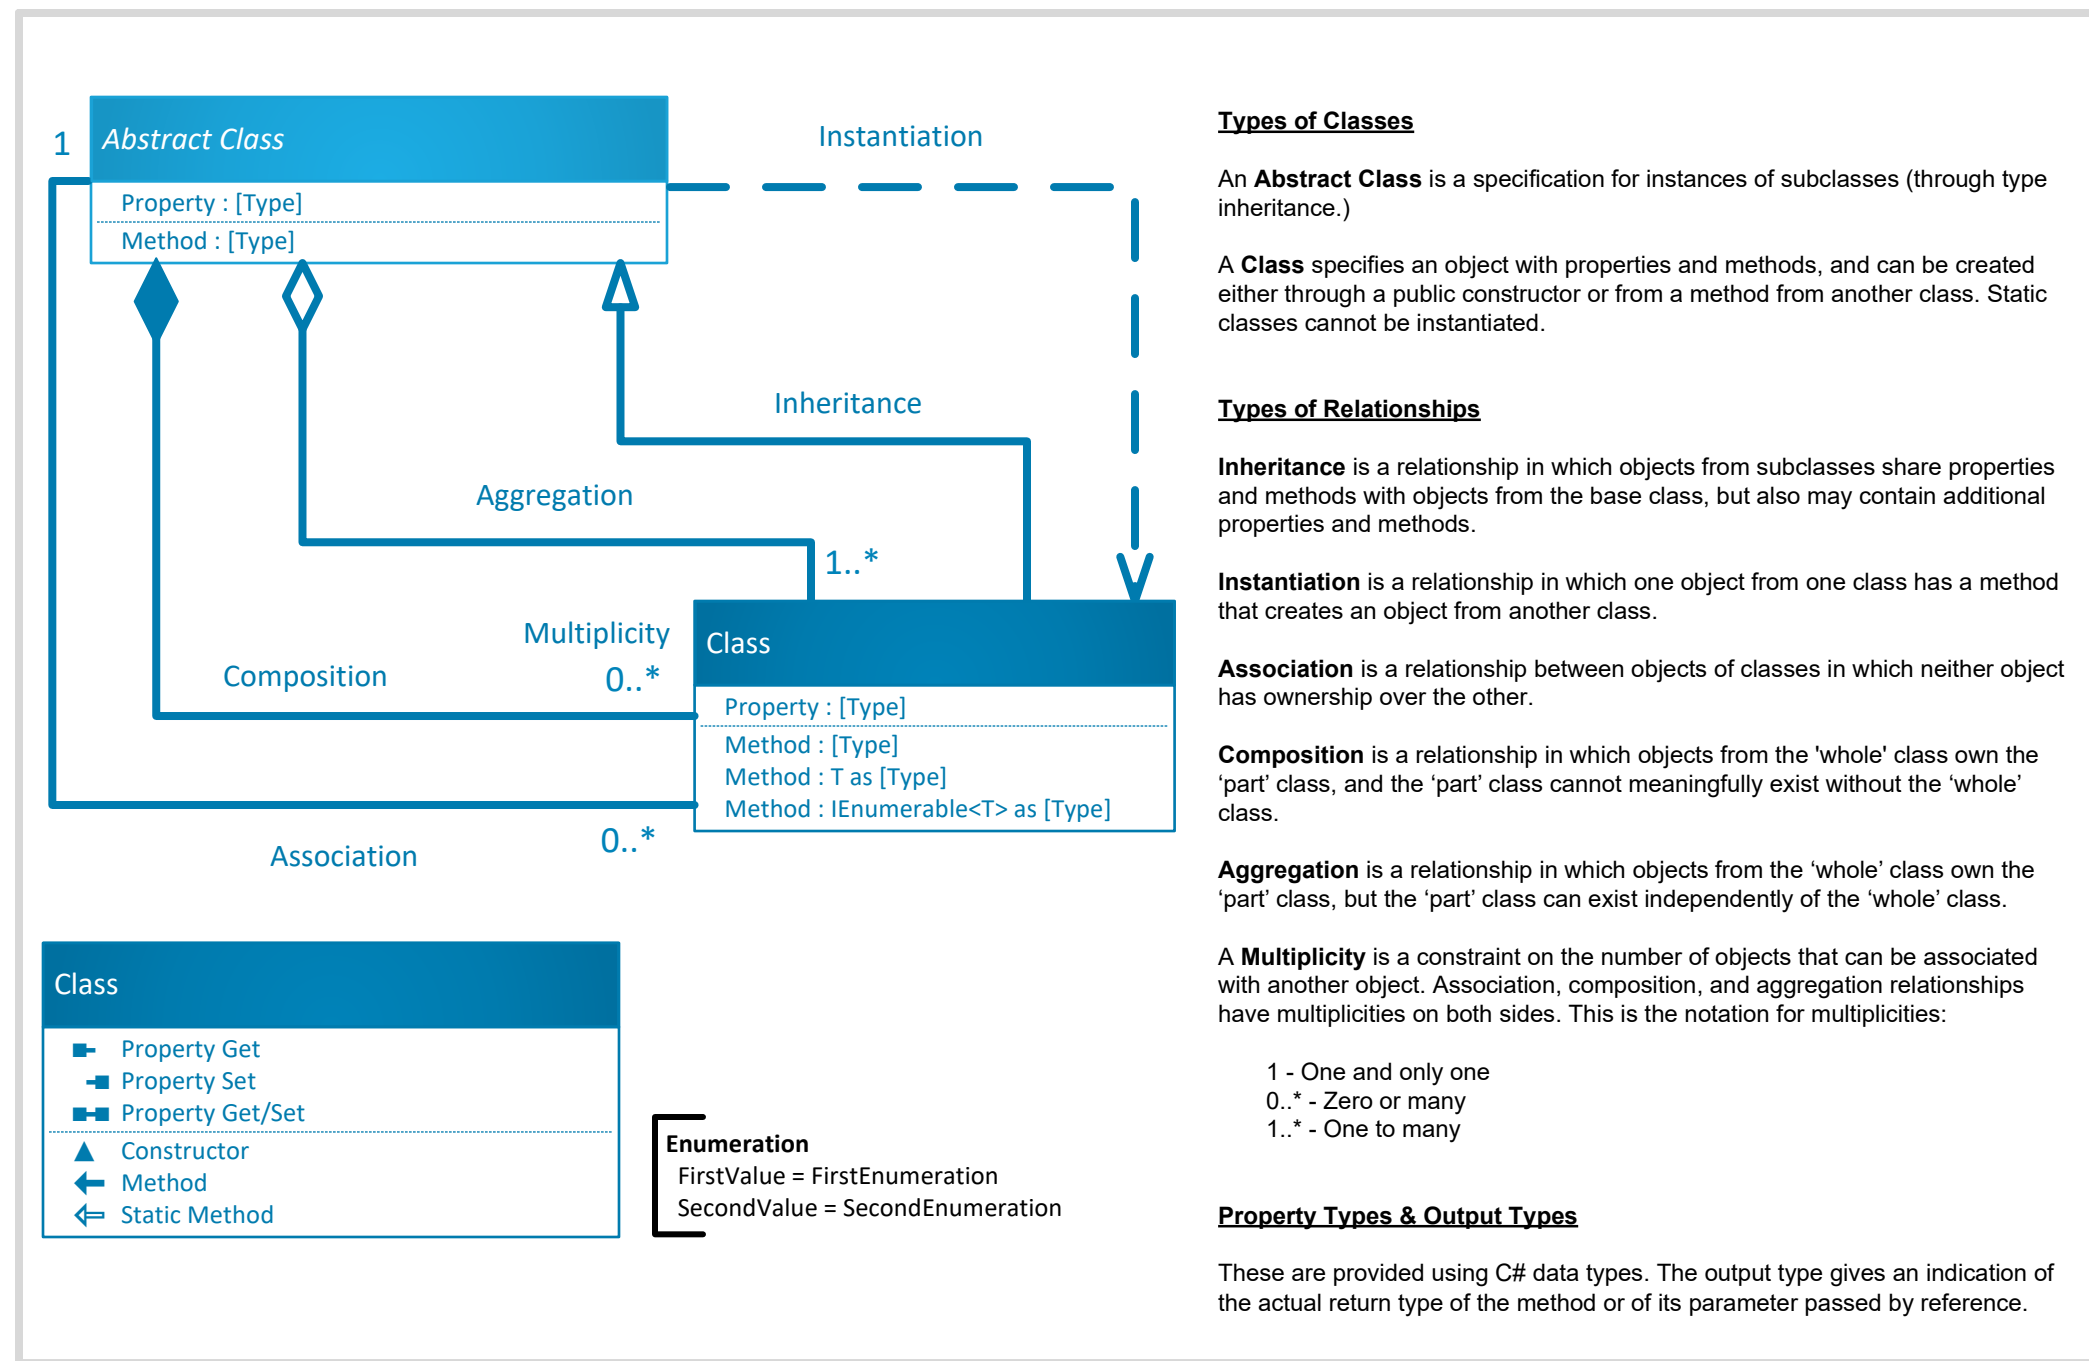 1
Abstract Class
Property : [Type]
Method : [Type]
Instantiation
Inheritance
Aggregation
1..*
Multiplicity
0..*
Composition
Class
Property : [Type]
Method : [Type]
Method : T as [Type]
Method : IEnumerable<T> as [Type]
0..*
Association
Class
Property Get
Property Set
Property Get/Set
Constructor
Method
Static Method
Enumeration
FirstValue = FirstEnumeration
SecondValue = SecondEnumeration
Types of Classes
An Abstract Class is a specification for instances of subclasses (through type
inheritance.)
A Class specifies an object with properties and methods, and can be created
either through a public constructor or from a method from another class. Static
classes cannot be instantiated.
Types of Relationships
Inheritance is a relationship in which objects from subclasses share properties
and methods with objects from the base class, but also may contain additional
properties and methods.
Instantiation is a relationship in which one object from one class has a method
that creates an object from another class.
Association is a relationship between objects of classes in which neither object
has ownership over the other.
Composition is a relationship in which objects from the 'whole' class own the
‘part’ class, and the ‘part’ class cannot meaningfully exist without the ‘whole’
class.
Aggregation is a relationship in which objects from the ‘whole’ class own the
‘part’ class, but the ‘part’ class can exist independently of the ‘whole’ class.
A Multiplicity is a constraint on the number of objects that can be associated
with another object. Association, composition, and aggregation relationships
have multiplicities on both sides. This is the notation for multiplicities:
1 - One and only one
0..* - Zero or many
1..* - One to many
Property Types & Output Types
These are provided using C# data types. The output type gives an indication of
the actual return type of the method or of its parameter passed by reference.